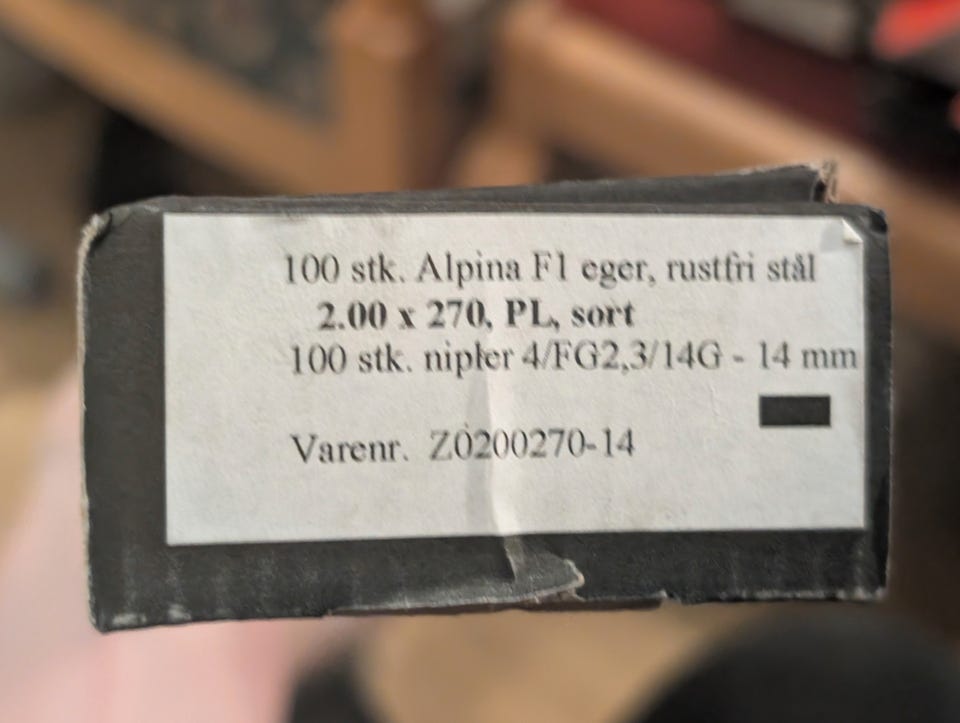 100 stk. Alpina F1 eger, rustfri stål
2.00 x 270, PL, sort
100 stk. nipler 4/FG2,3/14G - 14 mm
Varenr. Z0200270-14